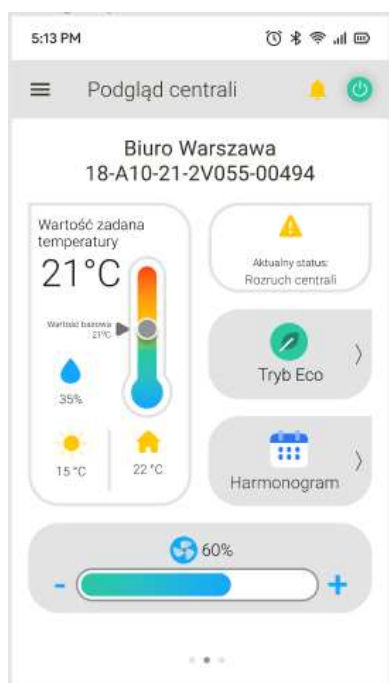 5:13 PM
Podgląd centrali
Biuro Warszawa
18-A10-21-2V055-00494
Wartość zadana
temperatury
21°C
Wartość bazowa
21°C
35%
15 °C
22 °C
Aktualny status:
Rozruch centrali
Tryb Eco
Harmonogram
60%
- +